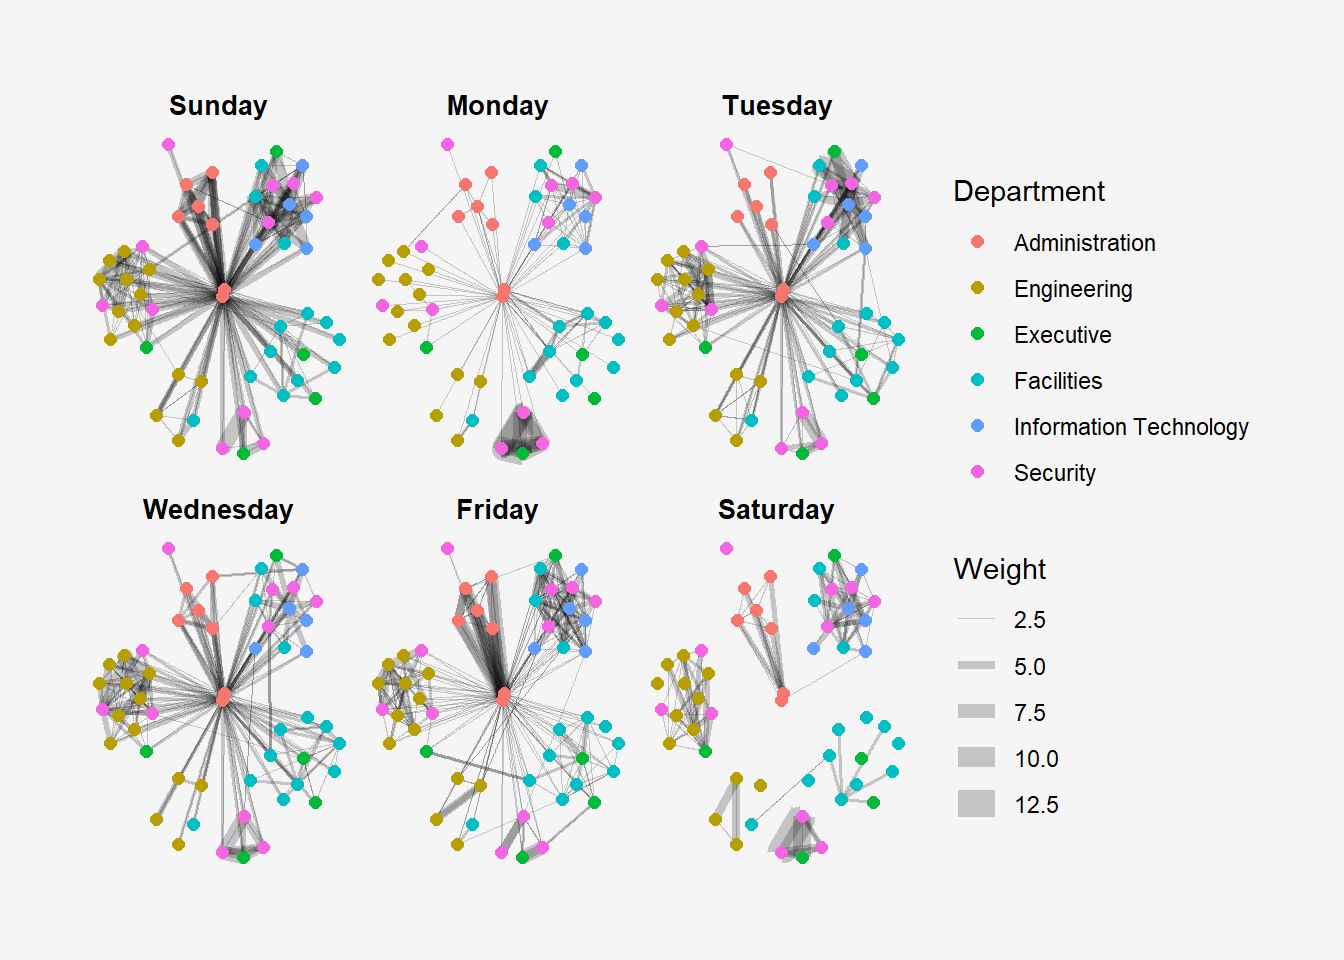 Sunday
Monday
Tuesday
Wednesday
Friday
Saturday
Department
Administration
Engineering
Executive
Facilities
Information Technology
Security
Weight
2.5
5.0
7.5
10.0
12.5